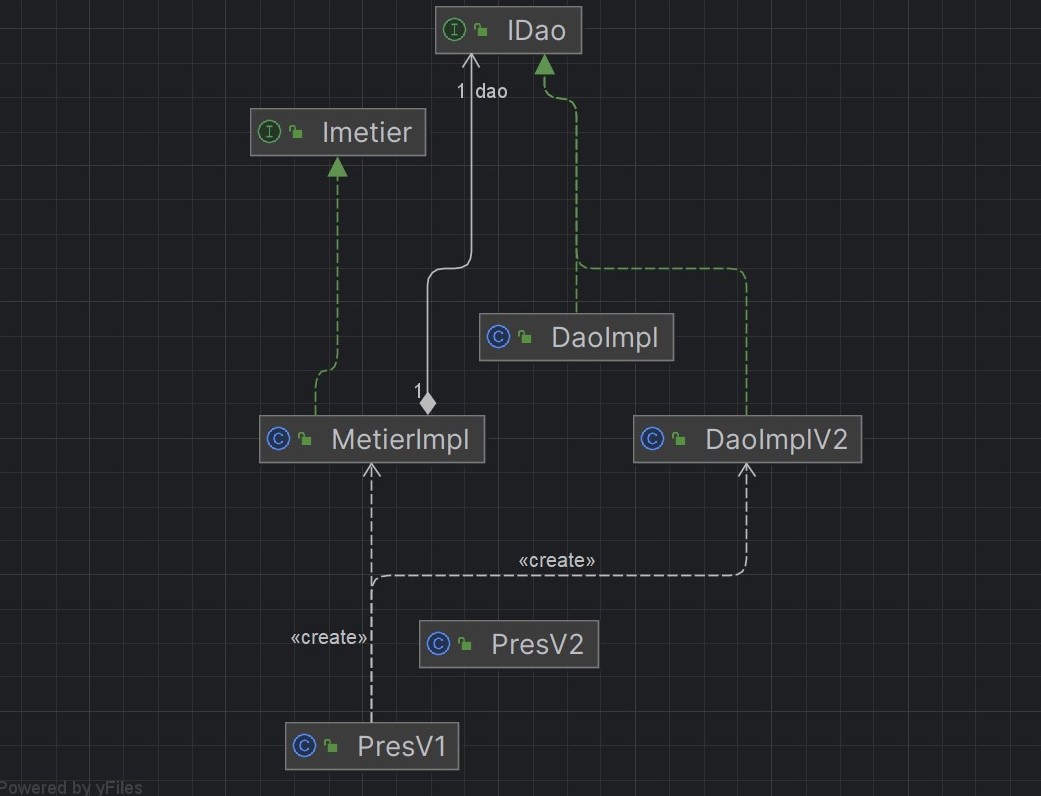 IDao
1 dao
Imetier
DaoImpl
1
MetierImpl
DaoImplV2
«create»
«create»
PresV2
PresV1
Powered by yFiles